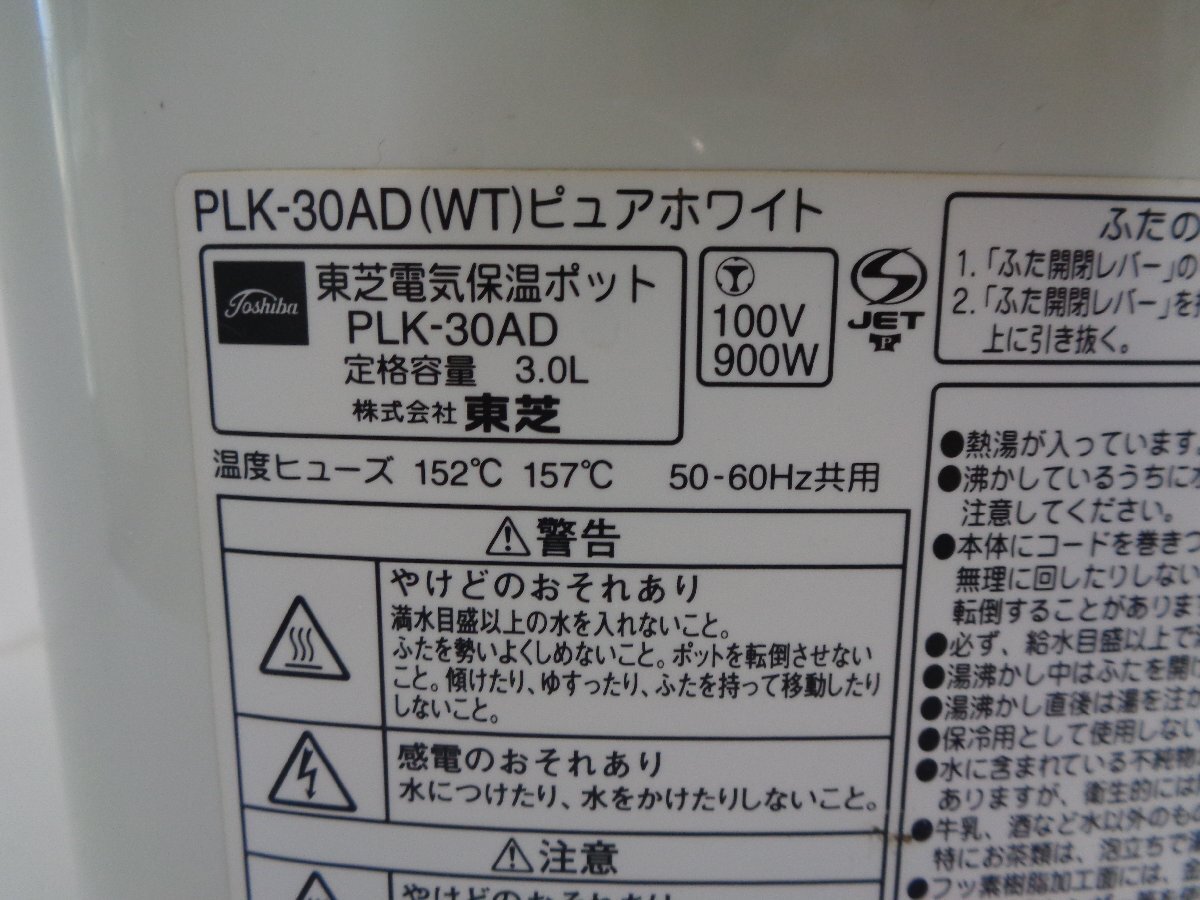 PLK-30AD(WT)ピュアホワイト
Toshiba
東芝電気保温ポット
PLK-30AD
定格容量 3.0L
株式会社 東芝
100V
900W
JET
P
温度ヒューズ 152℃ 157℃ 50-60Hz共用
警告
やけどのおそれあり
満水目盛以上の水を入れないこと。
ふたを勢いよくしめないこと。ポットを転倒させない
こと。傾けたり、ゆすったり、ふたを持って移動したり
しないこと。
感電のおそれあり
水につけたり、水をかけたりしないこと。
注意
やけどのおそれあり
ふたの
1.「ふた開閉レバー」の
2.「ふた開閉レバー」を
上に引き抜く。
●熱湯が入っています。
●沸かしているうちに
注意してください。
●本体にコードを巻きつ
無理に回したりしない
転倒することがありま
●必ず、給水目盛以上で
●湯沸かし中はふたを開
●湯沸かし直後は湯を注
●保冷用として使用しない
●水に含まれている不純物
ありますが、衛生的には
●牛乳、酒など水以外のも
特にお茶類は、泡立ちで
●フッ素樹脂加工面には、